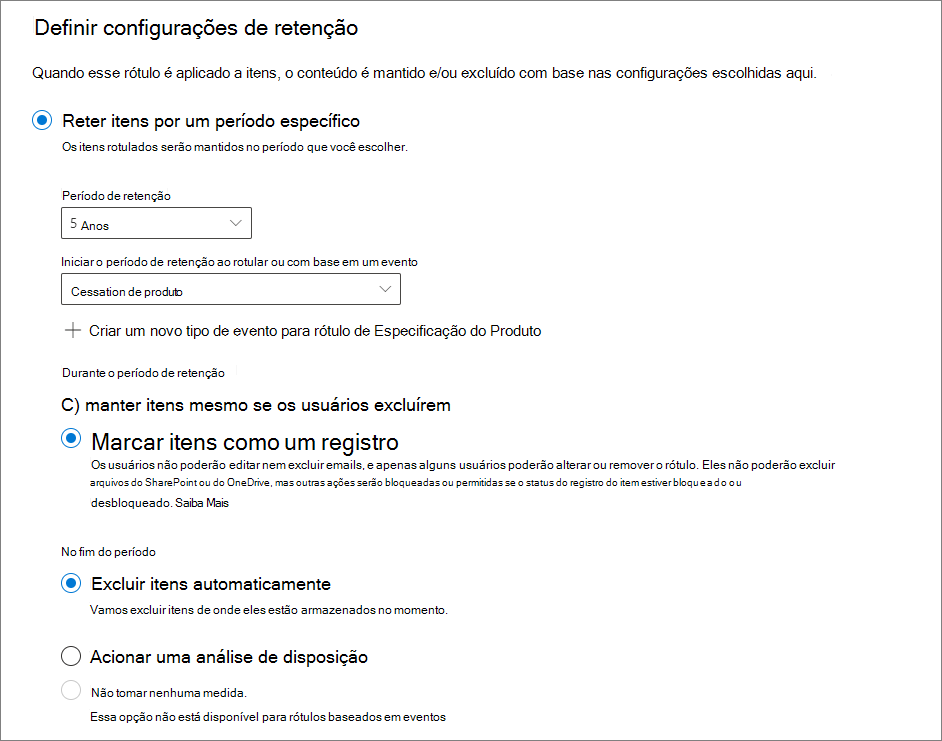 Definir configurações de retenção
Quando esse rótulo é aplicado a itens, o conteúdo é mantido e/ou excluído com base nas configurações escolhidas aqui.
Reter itens por um período específico
Os itens rotulados serão mantidos no período que você escolher.
Período de retenção
5 Anos
Iniciar o período de retenção ao rotular ou com base em um evento
Cessation de produto
Criar um novo tipo de evento para rótulo de Especificação do Produto
Durante o período de retenção
C) manter itens mesmo se os usuários excluírem
Marcar itens como um registro
Os usuários não poderão editar nem excluir emails, e apenas alguns usuários poderão alterar ou remover o rótulo. Eles não poderão excluir
arquivos do SharePoint ou do OneDrive, mas outras ações serão bloqueadas ou permitidas se o status do registro do item estiver bloqueado ou
desbloqueado. Saiba Mais
No fim do período
Excluir itens automaticamente
Vamos excluir itens de onde eles estão armazenados no momento.
Acionar uma análise de disposição
Não tomar nenhuma medida.
Essa opção não está disponível para rótulos baseados em eventos